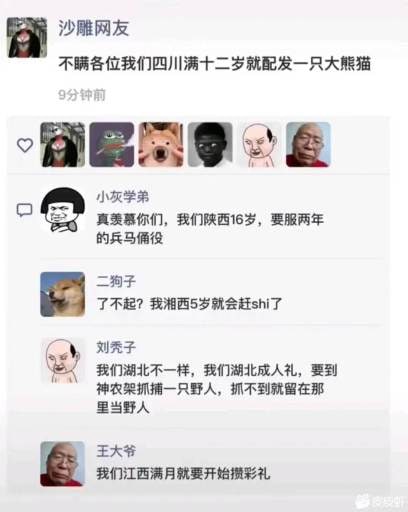 沙雕网友
不瞒各位我们四川满十二岁就配发一只大熊猫
9分钟前
小灰学弟
真羡慕你们，我们陕西16岁，要服两年
的兵马俑役
二狗子
了不起？我湘西5岁就会赶shi了
刘秃子
我们湖北不一样，我们湖北成人礼，要到
神农架抓捕一只野人，抓不到就留在那
里当野人
王大爷
我们江西满月就要开始攒彩礼
皮皮虾